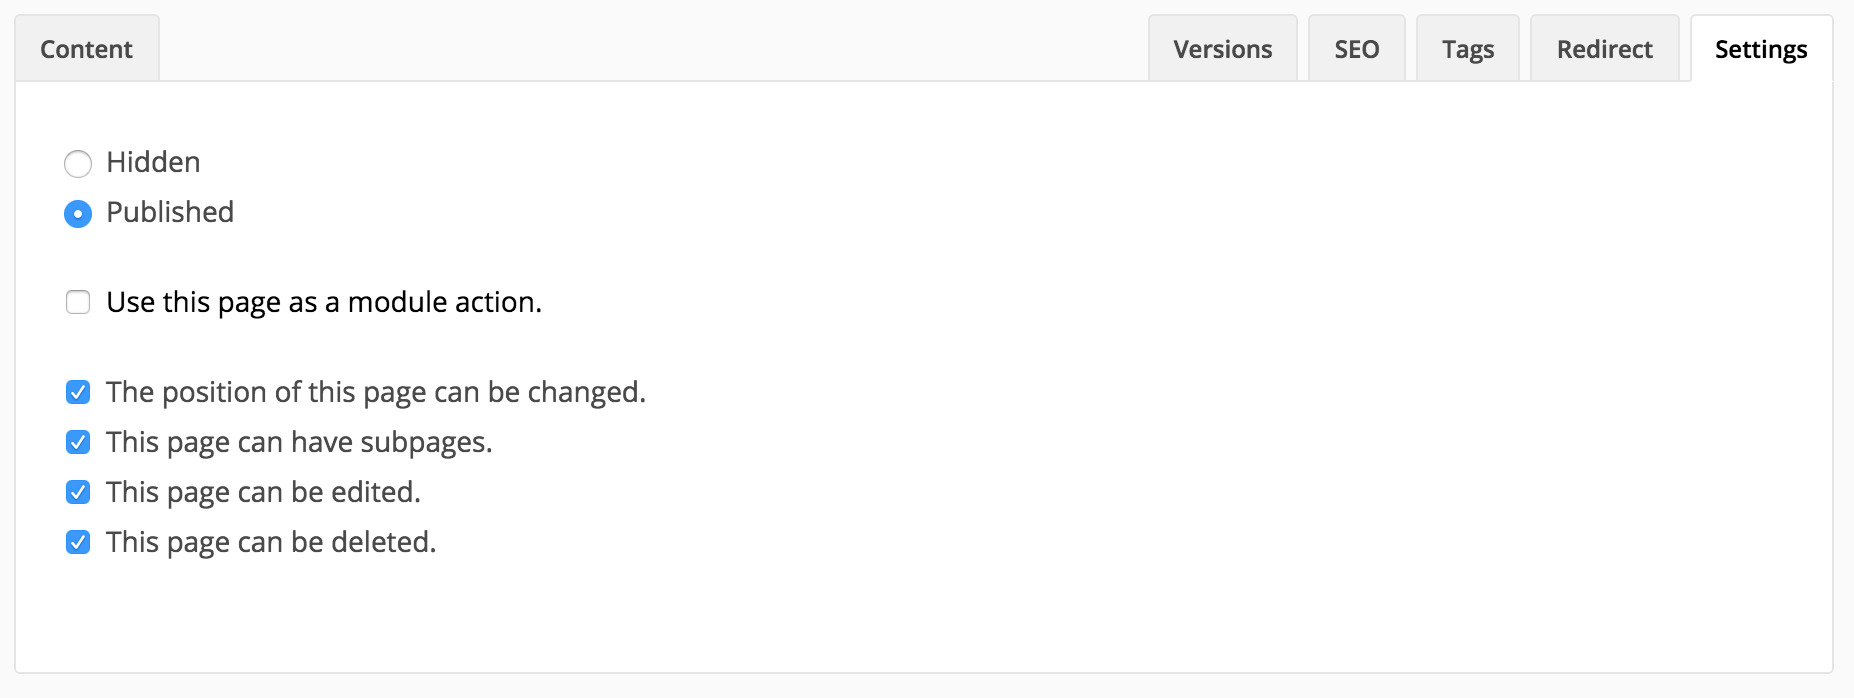 Content
Versions
SEO
Tags
Redirect
Settings
Hidden
Published
Use this page as a module action.
The position of this page can be changed.
This page can have subpages.
This page can be edited.
This page can be deleted.